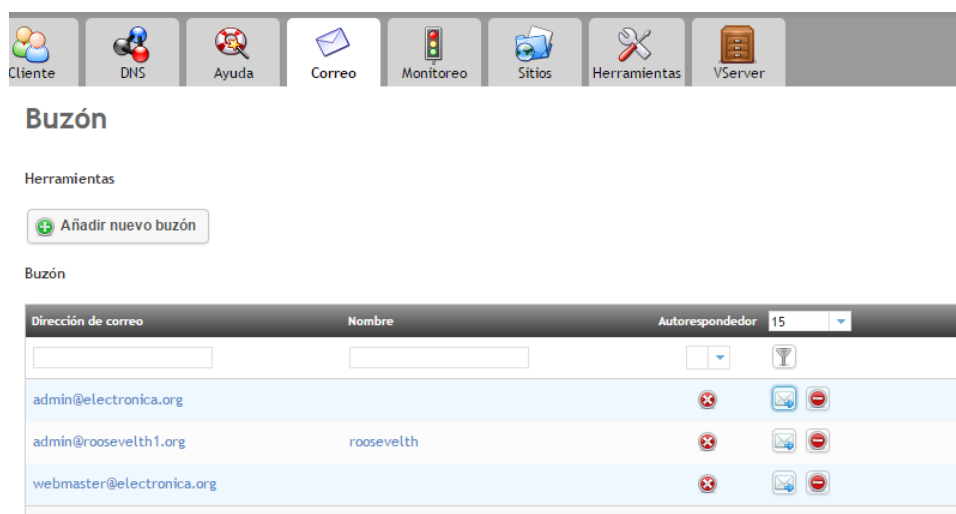 Cliente DNS Ayuda Correo Monitoreo Sitios Herramientas VServer
Buzón
Herramientas
Añadir nuevo buzón
Buzón
Dirección de correo Nombre Autorespondedor 15
admin@electronica.org
admin@roosevelth1.org roosevelth
webmaster@electronica.org